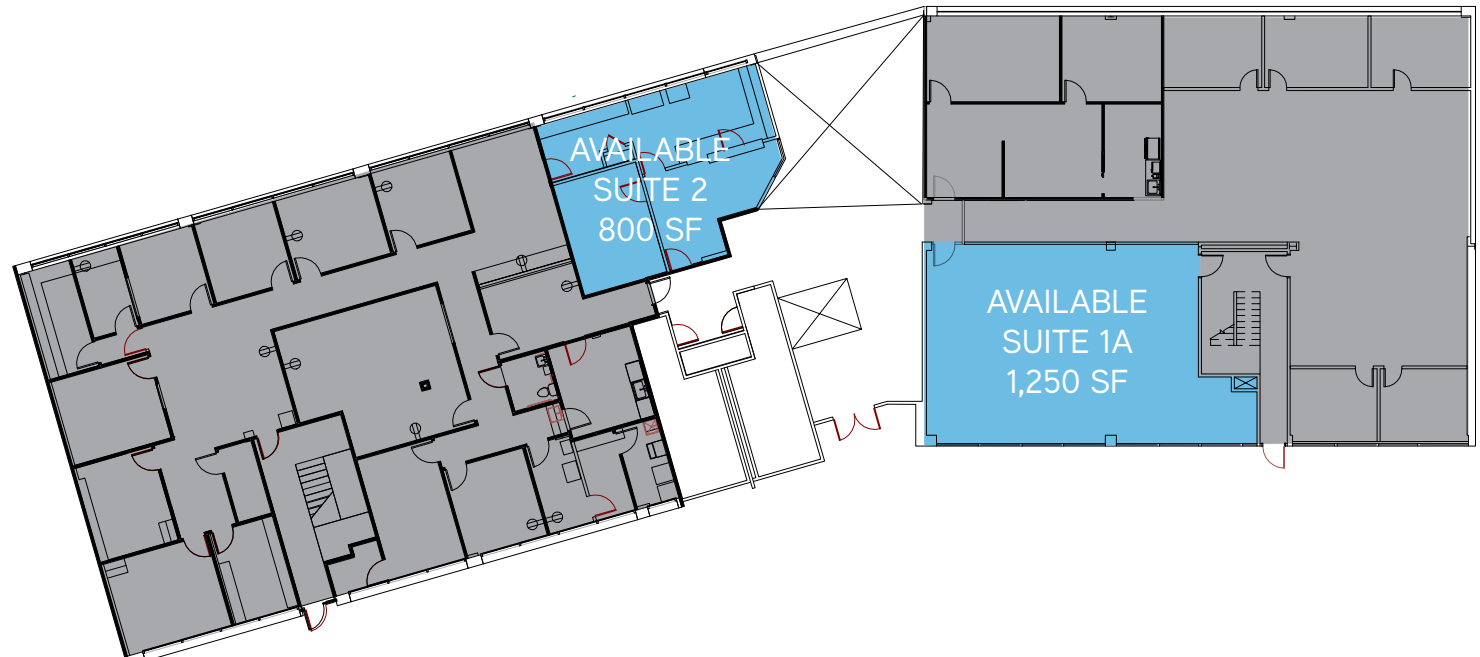 AVAILABLE
SUITE 2
800 SF
AVAILABLE
SUITE 1A
1,250 SF